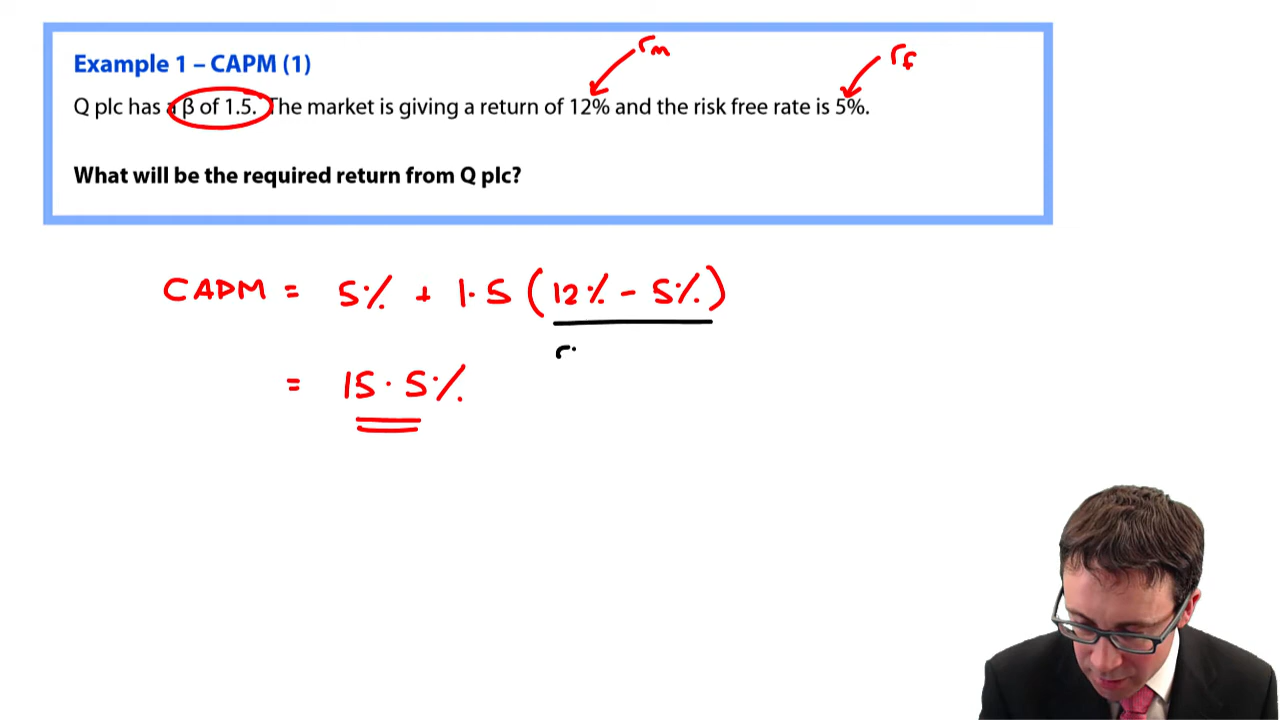 Example 1 – CAPM (1)
rm
rf
Q plc has a β of 1.5. The market is giving a return of 12% and the risk free rate is 5%.
What will be the required return from Q plc?
CAPM = 5% + 1.5 (12% - 5%)
= 15.5%